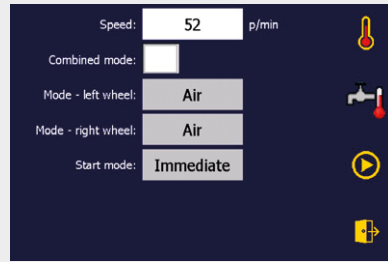 Speed: 52 p/min
Combined mode:
Mode - left wheel: Air
Mode - right wheel: Air
Start mode: Immediate